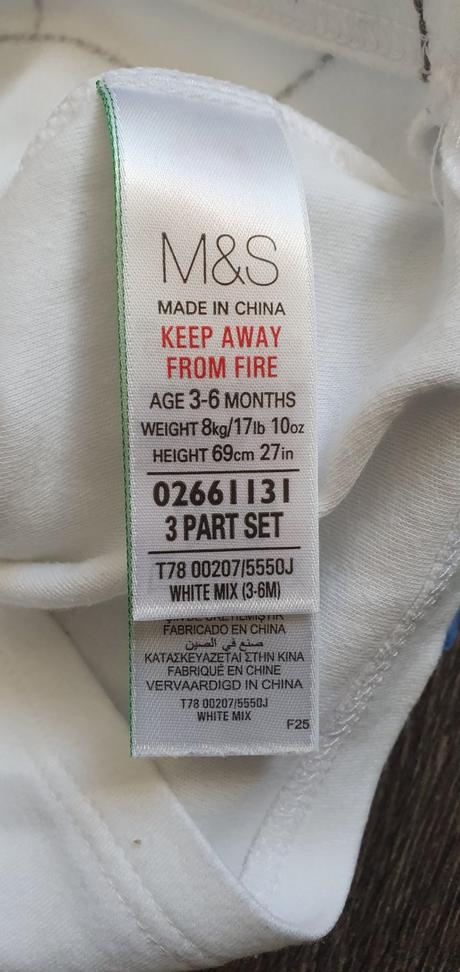 M&S
MADE IN CHINA
KEEP AWAY
FROM FIRE
AGE 3-6 MONTHS
WEIGHT 8kg/17lb 10oz
HEIGHT 69cm 27in
02661131
3 PART SET
T78 00207/5550J
WHITE MIX (3-6M)
FABRICADO EN CHINA
صنع في الصين
ΚΑΤΑΣΚΕΥΑΖΕΤΑΙ ΣΤΗΝ ΚΙΝΑ
FABRIQUÉ EN CHINE
VERVAARDIGD IN CHINA
T78 00207/5550J
WHITE MIX
F25